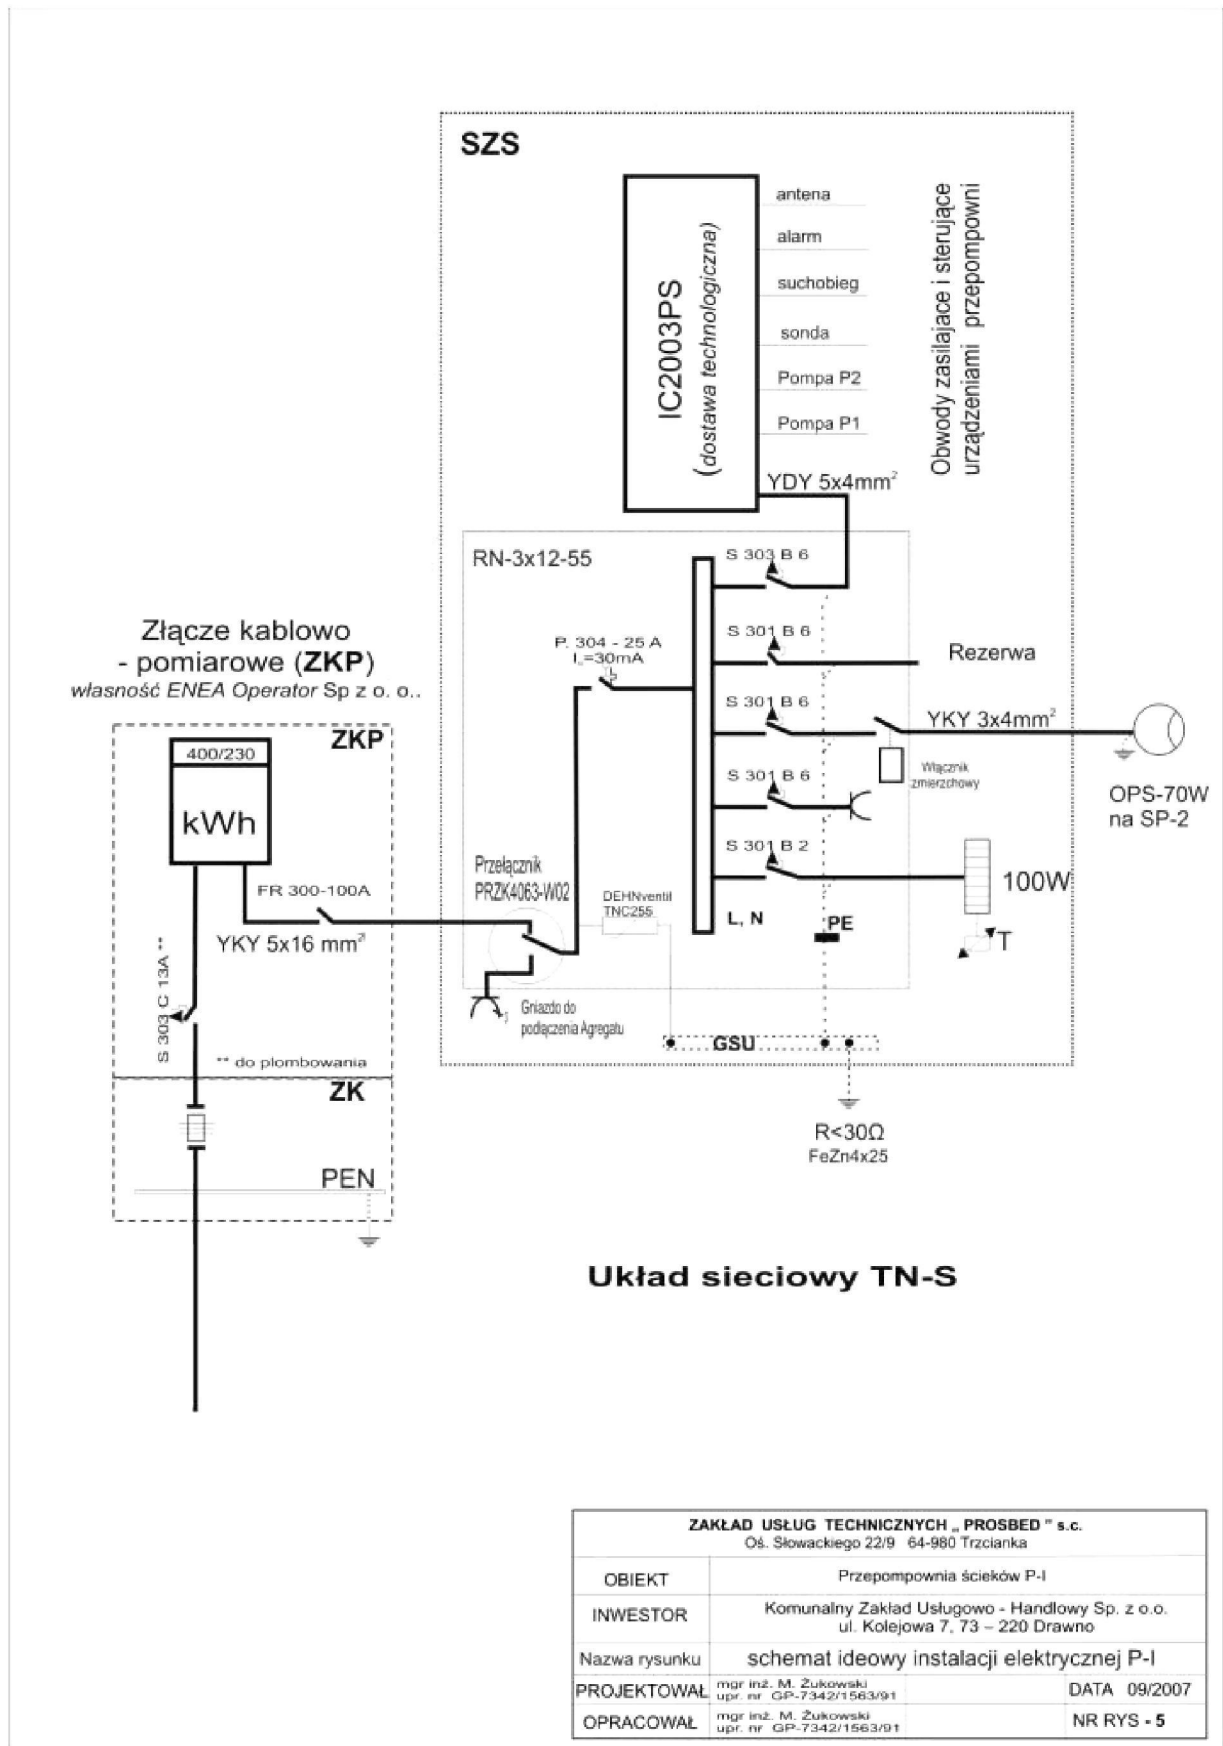 SZS
antena
alarm
suchobieg
sonda
Pompa P2
Pompa P1
IC2003PS
(dostawa technologiczna)
Obwody zasilajace i sterujące
urządzeniami przepompowni
YDY 5x4mm²
RN-3x12-55
S 303 B 6
P. 304 - 25 A
=30mA
S 301 B 6
Rezerwa
S 301 B 6
YKY 3x4mm²
Włącznik
zmierzchowy
OPS-70W
na SP-2
S 301 B 6
S 301 B 2
100W
T
L, N
PE
Przełącznik
PRZK4063-W02
DEHNventil
TNC255
Gniazdo do
podłączenia Agregatu
GSU
R<30Ω
FeZn4x25
Złącze kablowo
- pomiarowe (ZKP)
własność ENEA Operator Sp z o. o..
ZKP
400/230
kWh
FR 300-100A
YKY 5x16 mm²
S 303 C 13A **
** do plombowania
ZK
PEN
Układ sieciowy TN-S
ZAKŁAD USŁUG TECHNICZNYCH „ PROSBED " s.c.
Oś. Słowackiego 22/9 64-980 Trzcianka
OBIEKT Przepompownia ścieków P-I
INWESTOR Komunalny Zakład Usługowo - Handlowy Sp. z o.o.
ul. Kolejowa 7, 73 – 220 Drawno
Nazwa rysunku schemat ideowy instalacji elektrycznej P-I
PROJEKTOWAŁ mgr inż. M. Żukowski
upr. nr GP-7342/1563/91
DATA 09/2007
OPRACOWAŁ mgr inż. M. Żukowski
upr. nr GP-7342/1563/91
NR RYS - 5